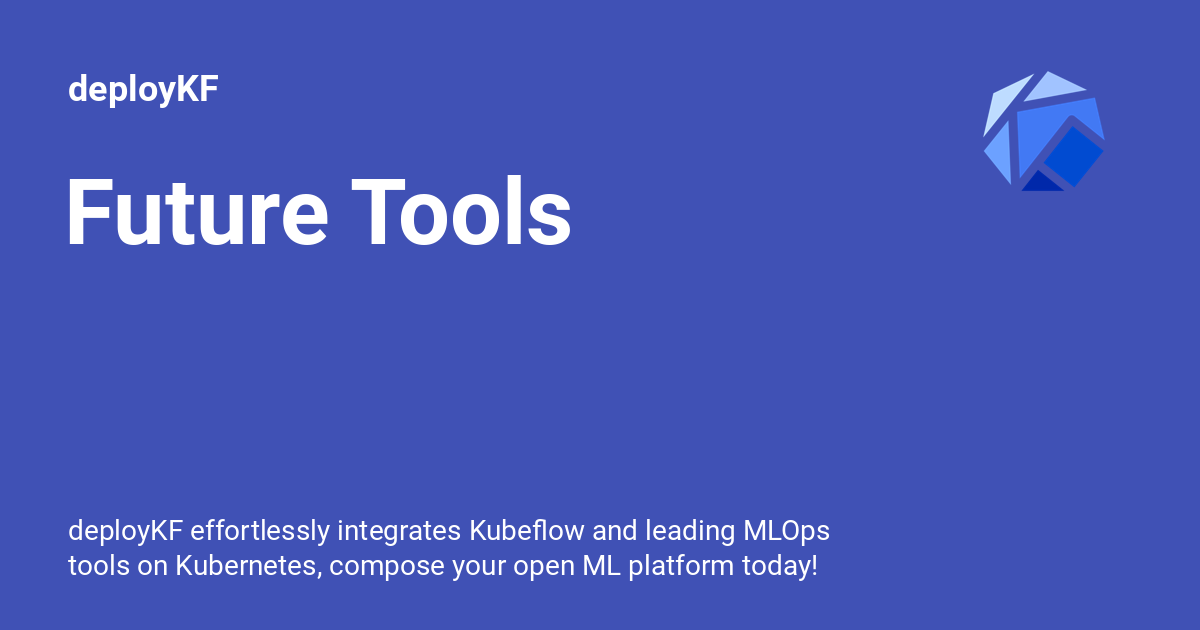 deployKF
Future Tools
deployKF effortlessly integrates Kubeflow and leading MLOps
tools on Kubernetes, compose your open ML platform today!